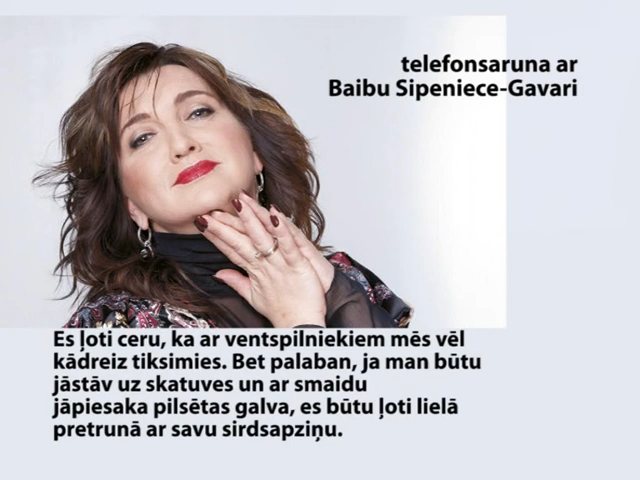 telefonsaruna ar
Baibu Sipeniece-Gavari
Es ļoti ceru, ka ar ventspilniekiem mēs vēl
kādreiz tiksimies. Bet palaban, ja man būtu
jāstāv uz skatuves un ar smaidu
jāpiesaka pilsētas galva, es būtu ļoti lielā
pretrunā ar savu sirdsapziņu.